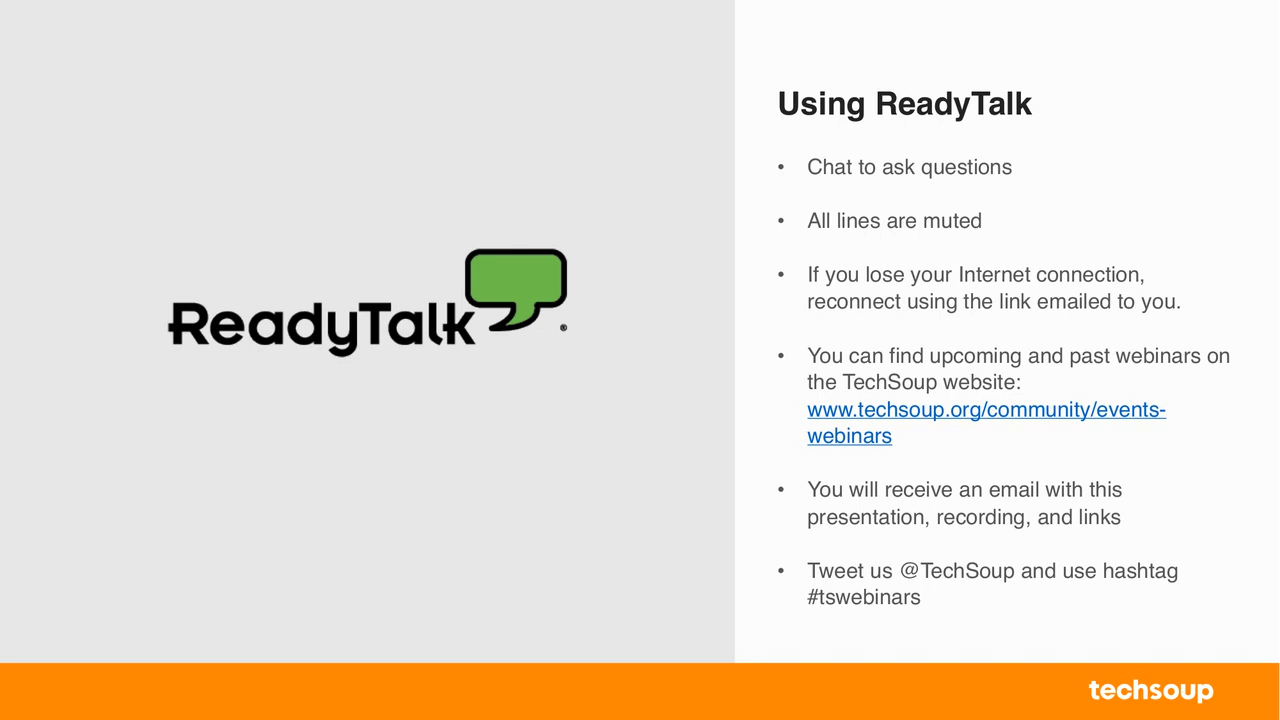 ReadyTalk®
Using ReadyTalk
• Chat to ask questions
• All lines are muted
• If you lose your Internet connection,
reconnect using the link emailed to you.
• You can find upcoming and past webinars on
the TechSoup website:
www.techsoup.org/community/events-
webinars
• You will receive an email with this
presentation, recording, and links
• Tweet us @TechSoup and use hashtag
#tswebinars
techsoup